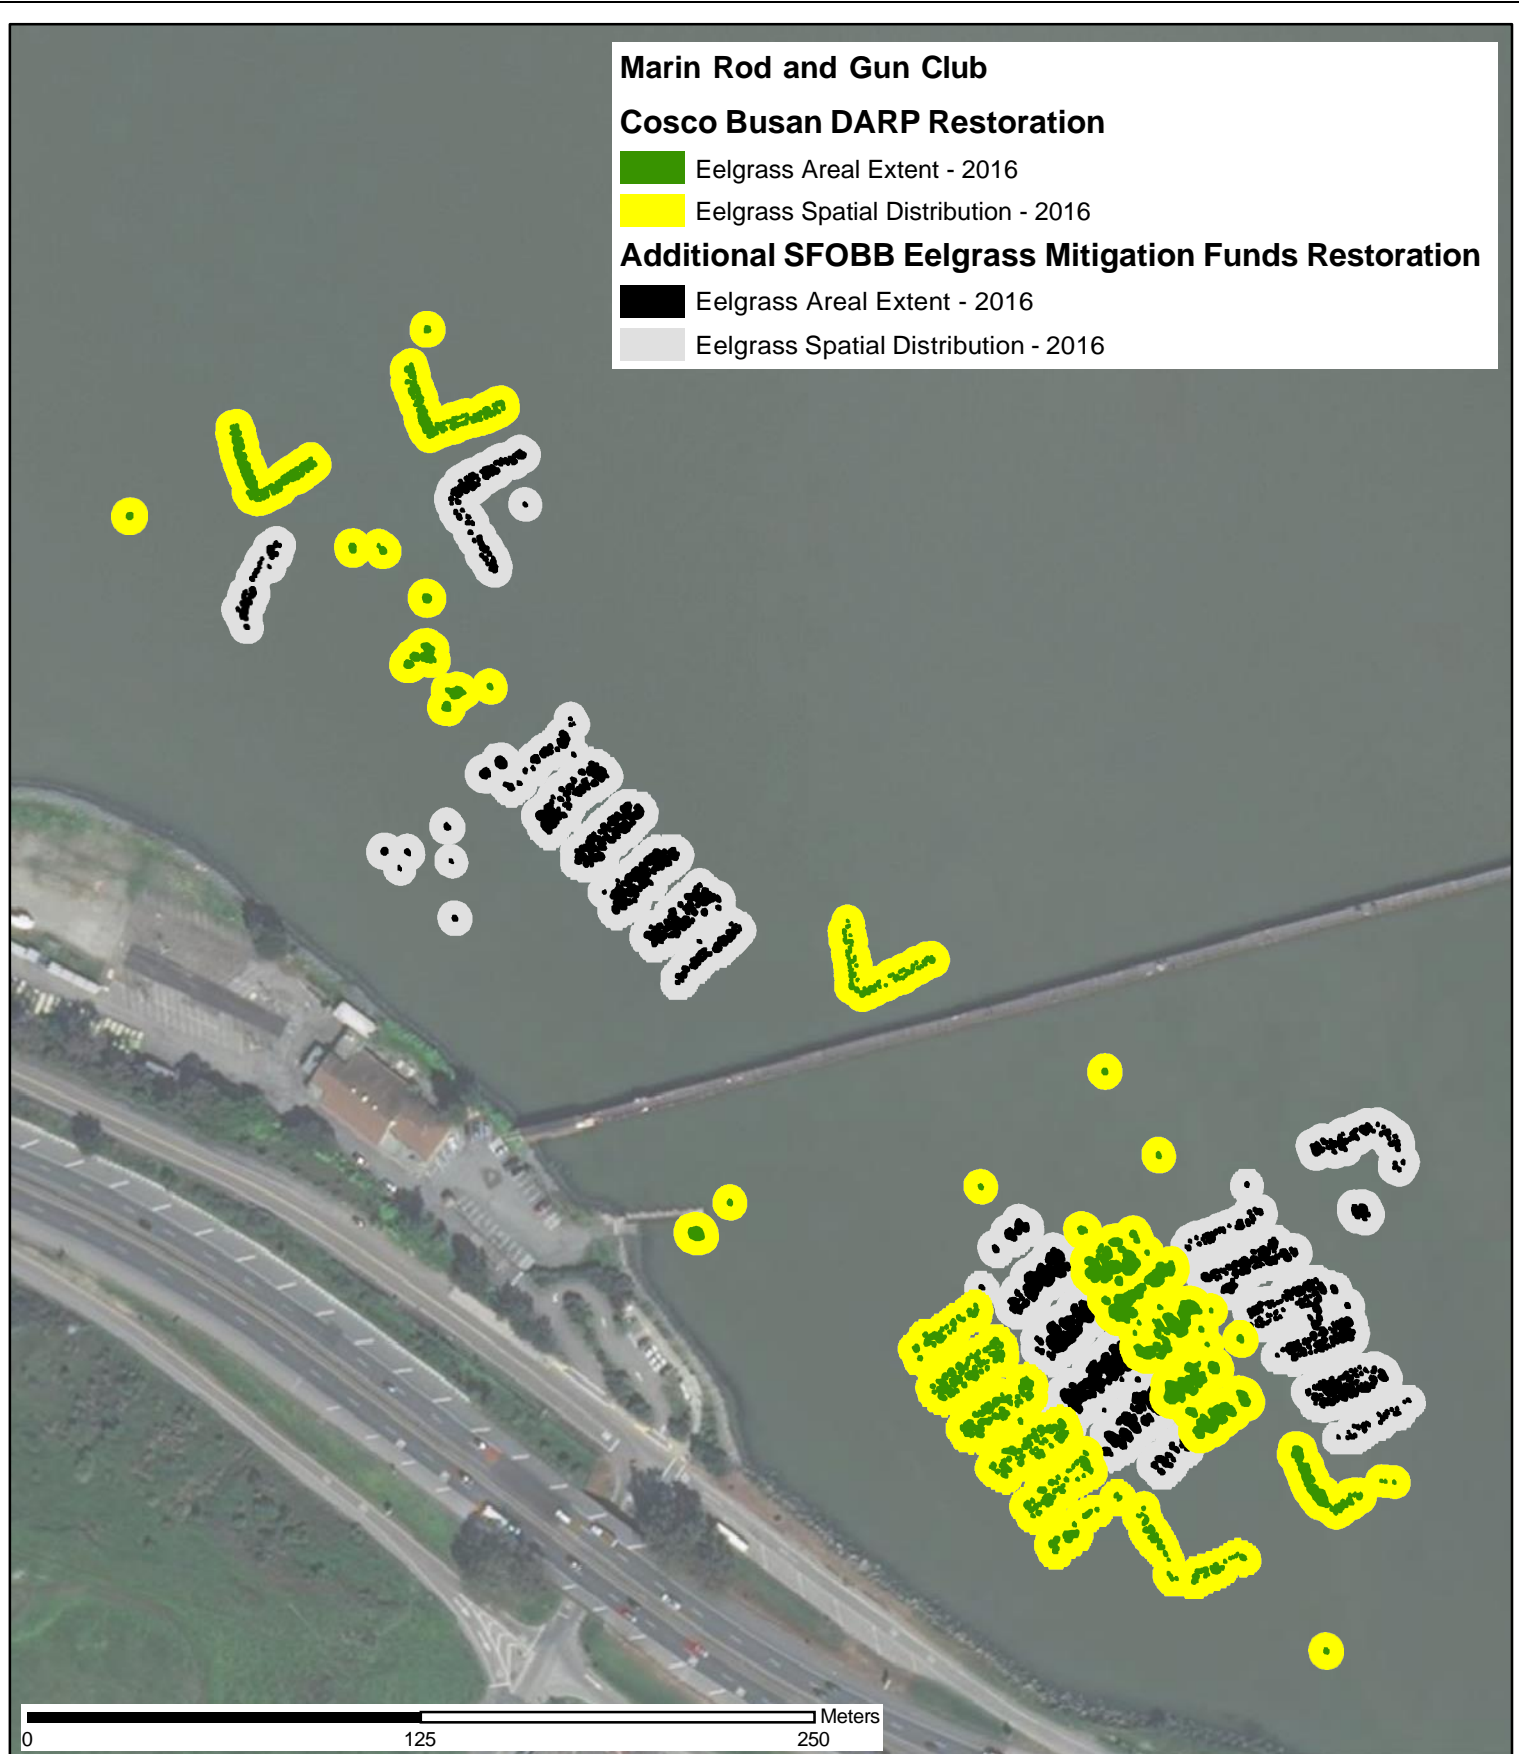 Marin Rod and Gun Club
Cosco Busan DARP Restoration
Eelgrass Areal Extent - 2016
Eelgrass Spatial Distribution - 2016
Additional SFOBB Eelgrass Mitigation Funds Restoration
Eelgrass Areal Extent - 2016
Eelgrass Spatial Distribution - 2016
Meters
0 125 250